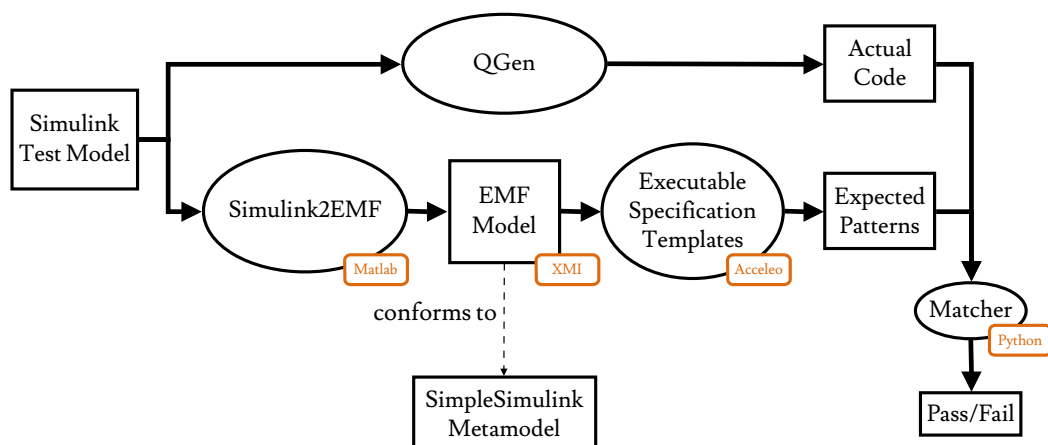 QGen
Actual
Code
Simulink
Test Model
Simulink2EMF
Matlab
EMF
Model
XMI
Executable
Specification
Templates
Acceleo
Expected
Patterns
conforms to
Matcher
Python
SimpleSimulink
Metamodel
Pass/Fail